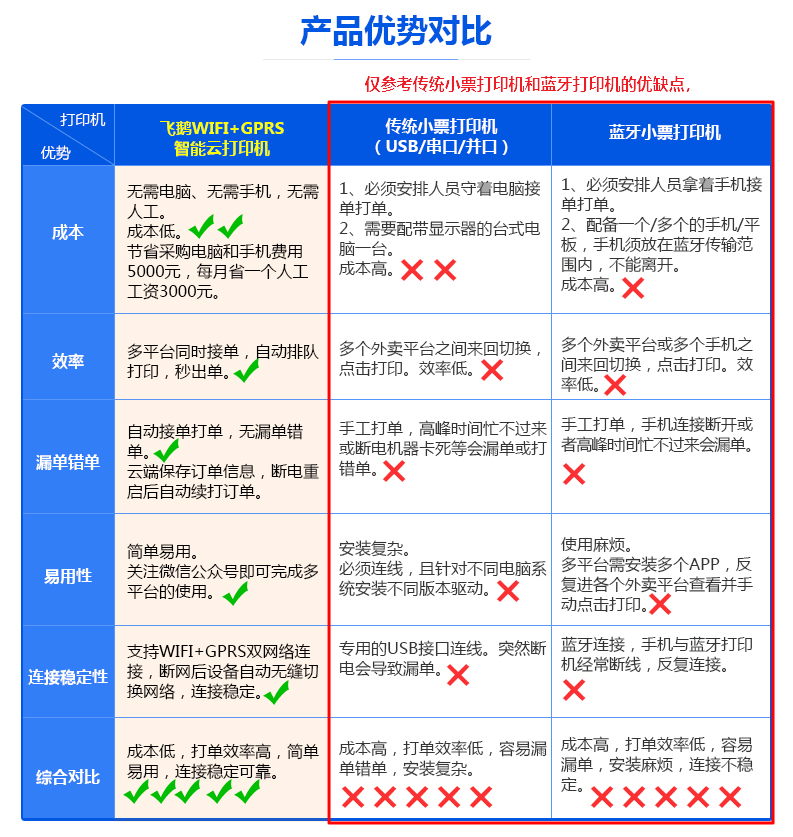 产品优势对比
仅参考传统小票打印机和蓝牙打印机的优缺点,
打印机
优势
飞鹅WIFI+GPRS
智能云打印机
传统小票打印机
（USB/串口/并口）
蓝牙小票打印机
成本
无需电脑、无需手机，无需
人工。
成本低。
节省采购电脑和手机费用
5000元，每月省一个人工
工资3000元。
1、必须安排人员守着电脑接
单打单。
2、需要配带显示器的台式电
脑一台。
成本高。
1、必须安排人员拿着手机接
单打单。
2、配备一个/多个的手机/平
板，手机须放在蓝牙传输范
围内，不能离开。
成本高。
效率
多平台同时接单，自动排队
打印，秒出单。
多个外卖平台之间来回切换，
点击打印。效率低。
多个外卖平台或多个手机之
间来回切换，点击打印。效
率低。
漏单错单
自动接单打单，无漏单错
单。
云端保存订单信息，断电重
启后自动续打订单。
手工打单，高峰时间忙不过来
或断电机器卡死等会漏单或打
错单。
手工打单，手机连接断开或
者高峰时间忙不过来会漏单。
易用性
简单易用。
关注微信公众号即可完成多
平台的使用。
安装复杂。
必须连线，且针对不同电脑系
统安装不同版本驱动。
使用麻烦。
多平台需安装多个APP，反
复进各个外卖平台查看并手
动点击打印。
连接稳定性
支持WIFI+GPRS双网络连
接，断网后设备自动无缝切
换网络，连接稳定。
专用的USB接口连线。突然断
电会导致漏单。
蓝牙连接，手机与蓝牙打印
机经常断线，反复连接。
综合对比
成本低，打单效率高，简单
易用，连接稳定可靠。
成本高，打单效率低，容易漏
单错单，安装复杂。
成本高，打单效率低，容易
漏单，安装麻烦，连接不稳
定。